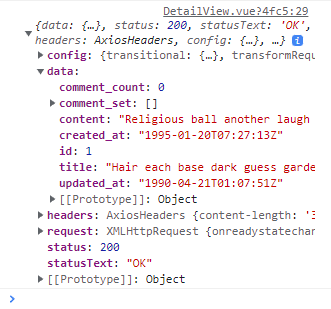 DetailView.vue?4fc5:29
{data: {…}, status: 200, statusText: 'OK',
headers: AxiosHeaders, config: {…}, …} i
config: {transitional: {…}, transformRequ
data:
comment_count: 0
comment_set: []
content: "Religious ball another laugh
created_at: "1995-01-20T07:27:13Z"
id: 1
title: "Hair each base dark guess garde
updated_at: "1990-04-21T01:07:51Z"
[[Prototype]]: Object
headers: AxiosHeaders {content-length: '3
request: XMLHttpRequest {onreadystatechan
status: 200
statusText: "OK"
[[Prototype]]: Object